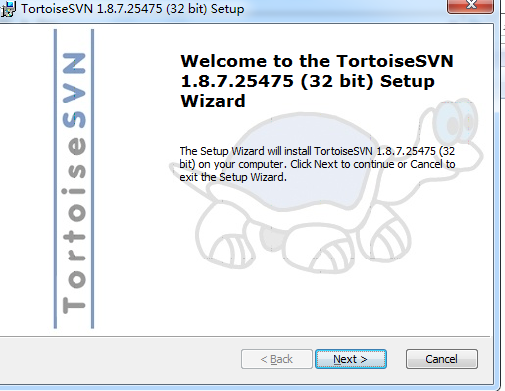 TortoiseSVN 1.8.7.25475 (32 bit) Setup
Welcome to the TortoiseSVN
1.8.7.25475 (32 bit) Setup
Wizard
The Setup Wizard will install TortoiseSVN 1.8.7.25475 (32
bit) on your computer. Click Next to continue or Cancel to
exit the Setup Wizard.
TortoiseSVN
< Back
Next >
Cancel